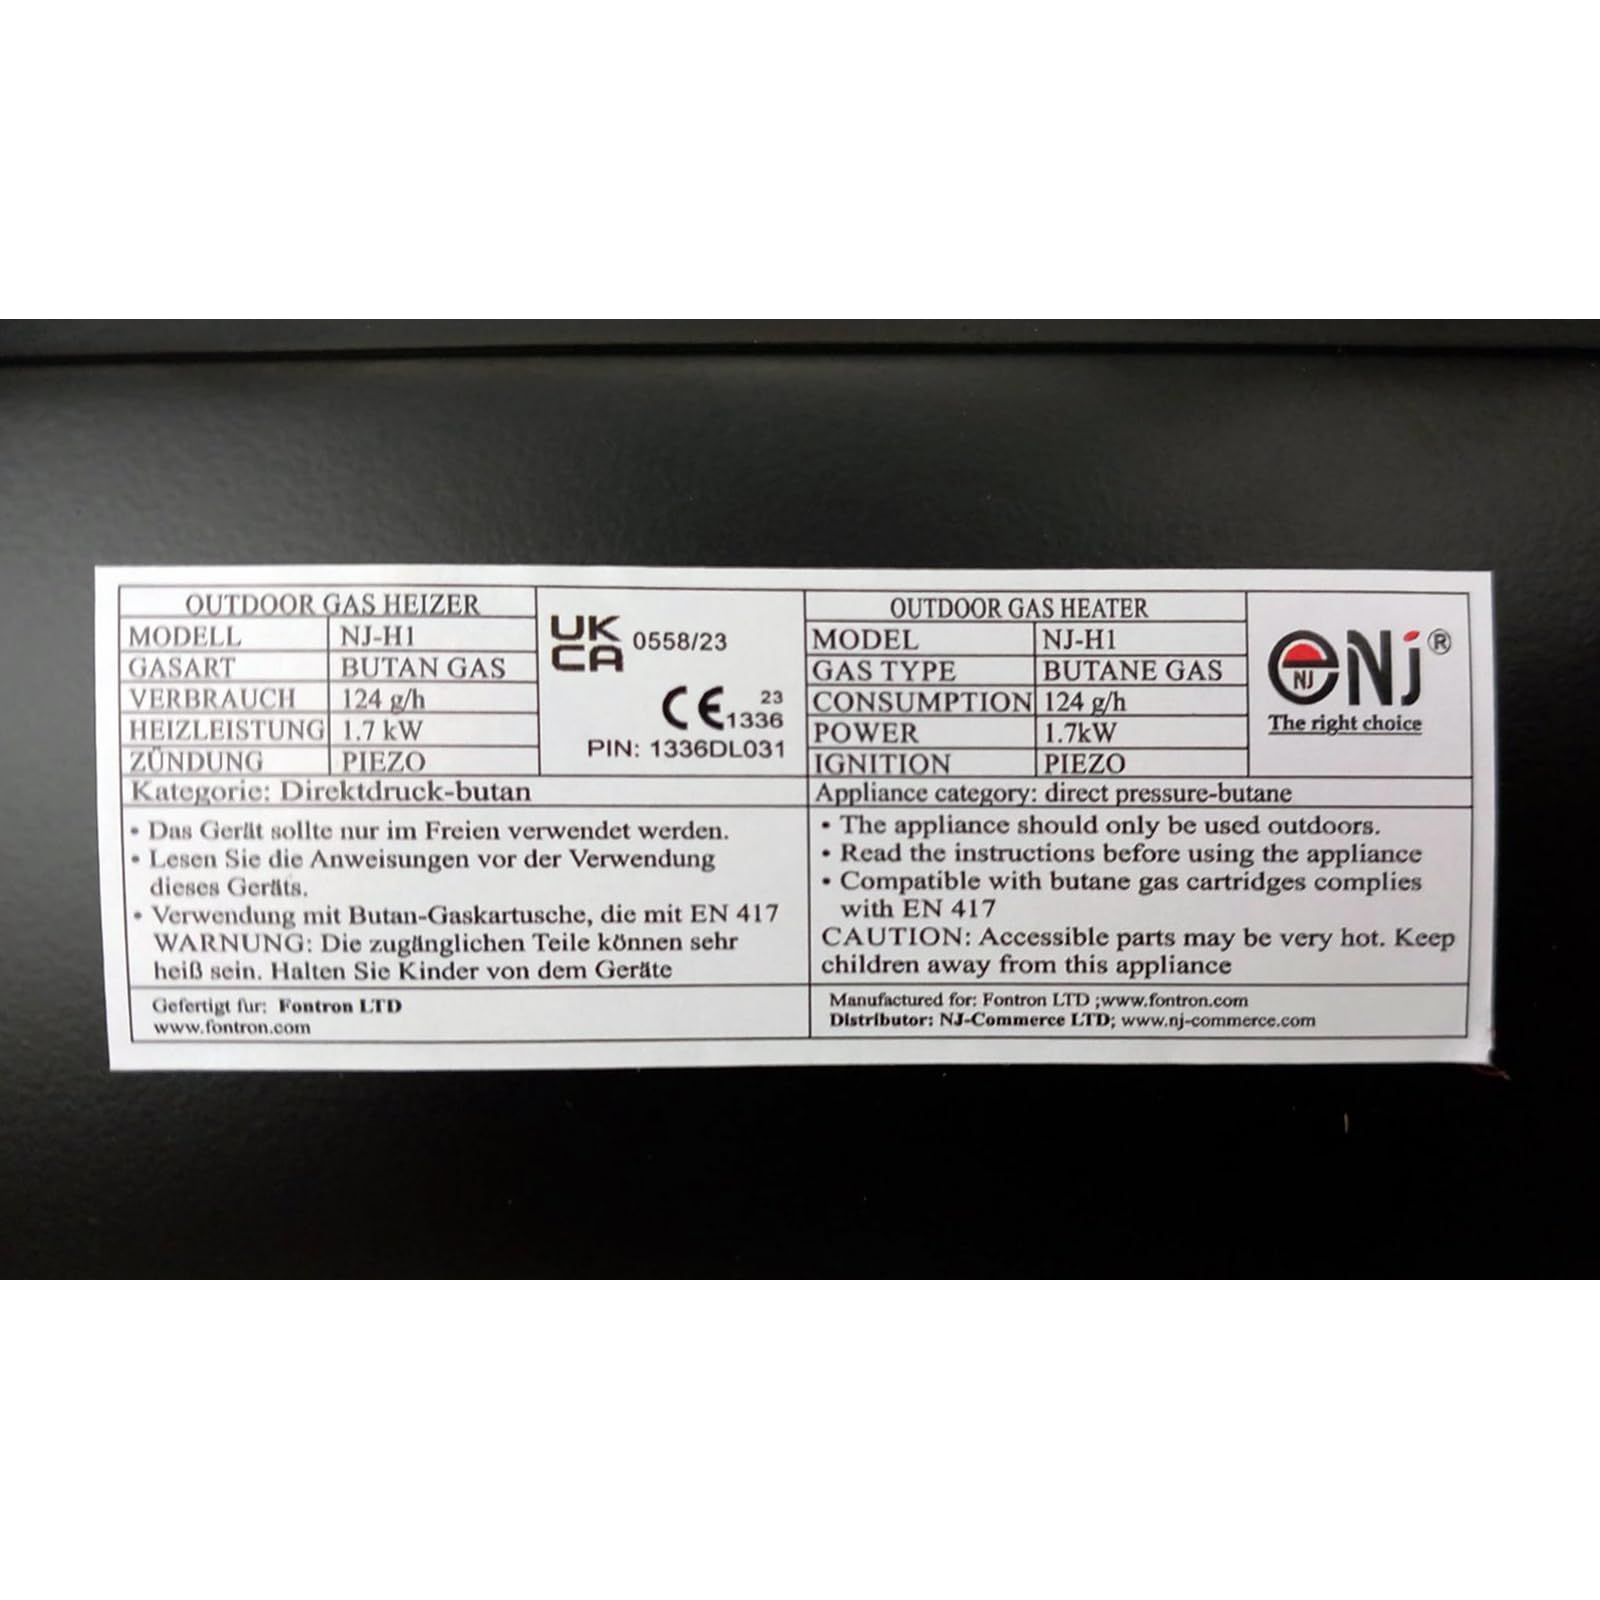 OUTDOOR GAS HEIZER
MODELL NJ-H1
GASART BUTAN GAS
VERBRAUCH 124 g/h
HEIZLEISTUNG 1.7 kW
ZÜNDUNG PIEZO
UK
CA 0558/23
CE 23
1336
PIN: 1336DL031
Kategorie: Direktdruck-butan
• Das Gerät sollte nur im Freien verwendet werden.
• Lesen Sie die Anweisungen vor der Verwendung
dieses Geräts.
• Verwendung mit Butan-Gaskartusche, die mit EN 417
WARNUNG: Die zugänglichen Teile können sehr
heiß sein. Halten Sie Kinder von dem Geräte
Gefertigt fur: Fontron LTD
www.fontron.com
OUTDOOR GAS HEATER
MODEL NJ-H1
GAS TYPE BUTANE GAS
CONSUMPTION 124 g/h
POWER 1.7kW
IGNITION PIEZO
NJ NJ®
The right choice
Appliance category: direct pressure-butane
• The appliance should only be used outdoors.
• Read the instructions before using the appliance
• Compatible with butane gas cartridges complies
with EN 417
CAUTION: Accessible parts may be very hot. Keep
children away from this appliance
Manufactured for: Fontron LTD ;www.fontron.com
Distributor: NJ-Commerce LTD; www.nj-commerce.com